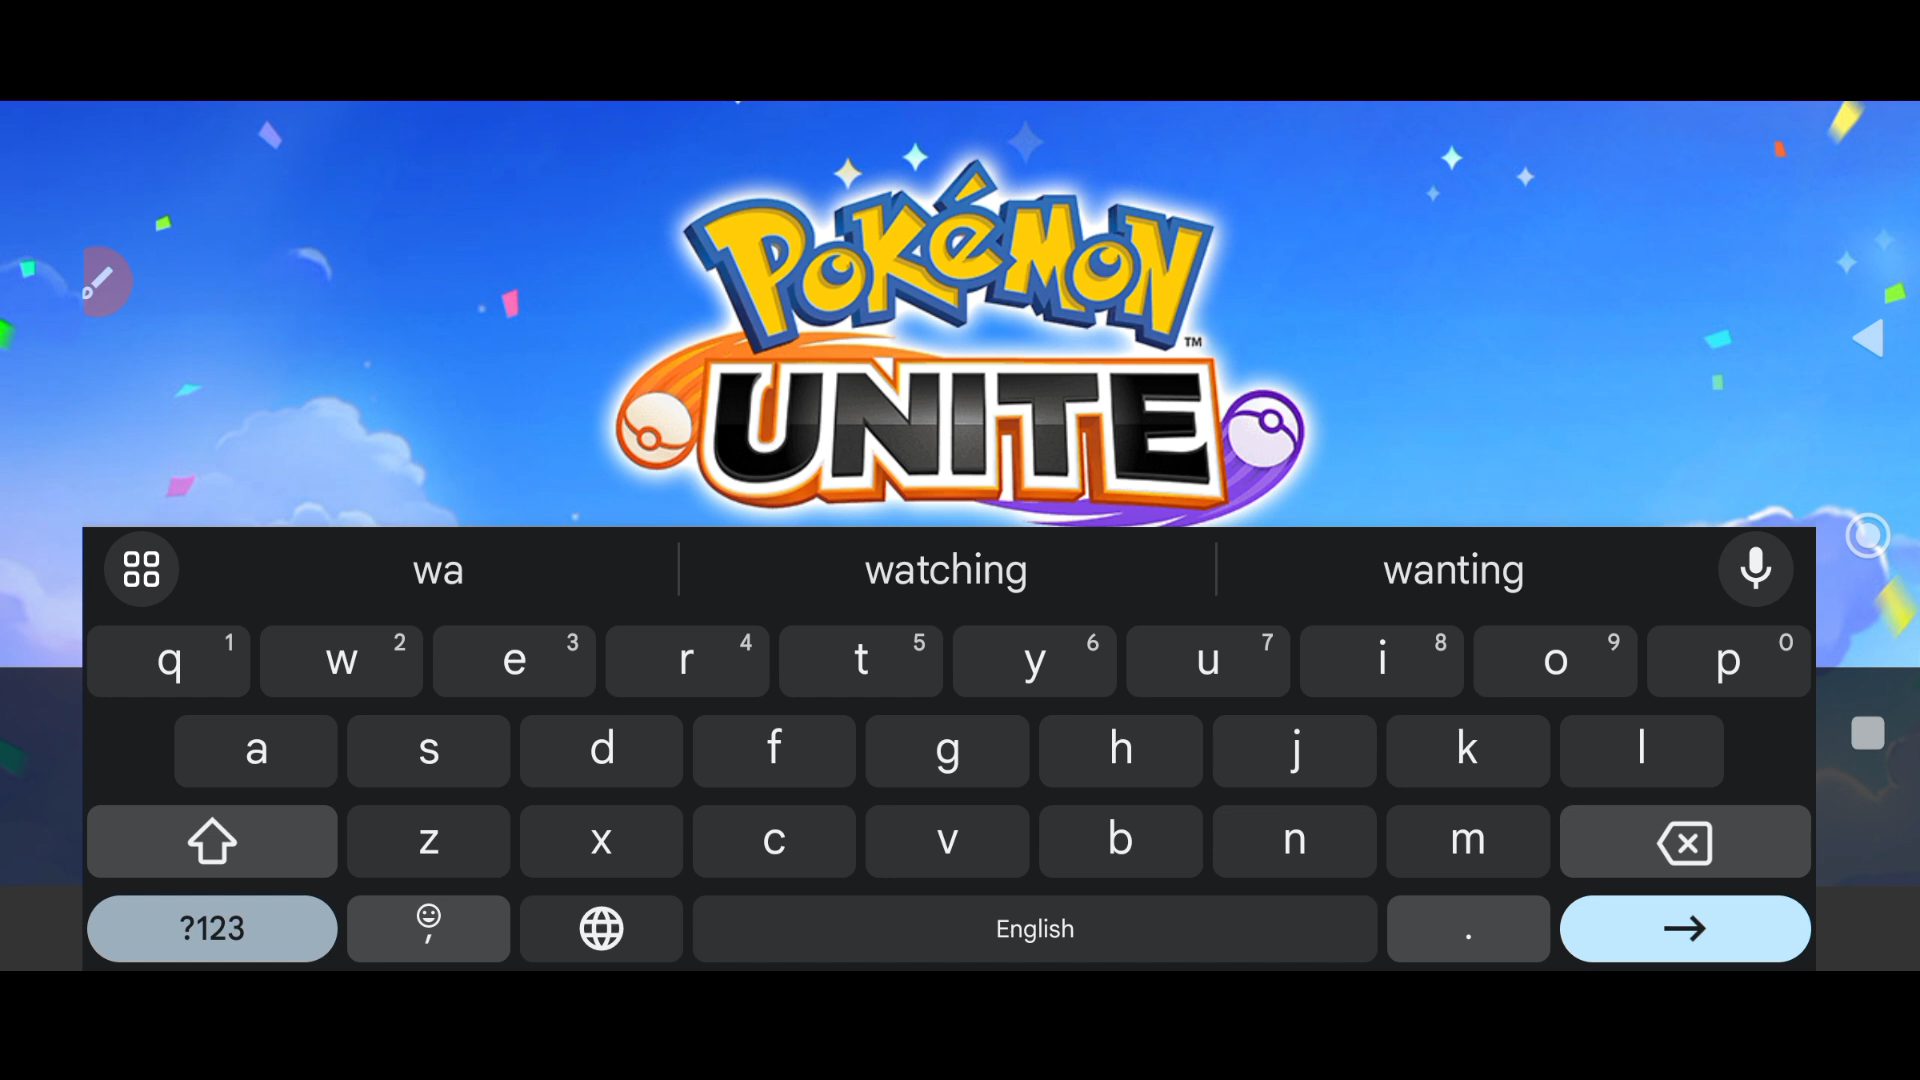 POKéMON
TM
UNITE
wa watching wanting
q 1 w 2 e 3 r 4 t 5 y 6 u 7 i 8 o 9 p 0
a s d f g h j k l
z x c v b n m
?123 , English .